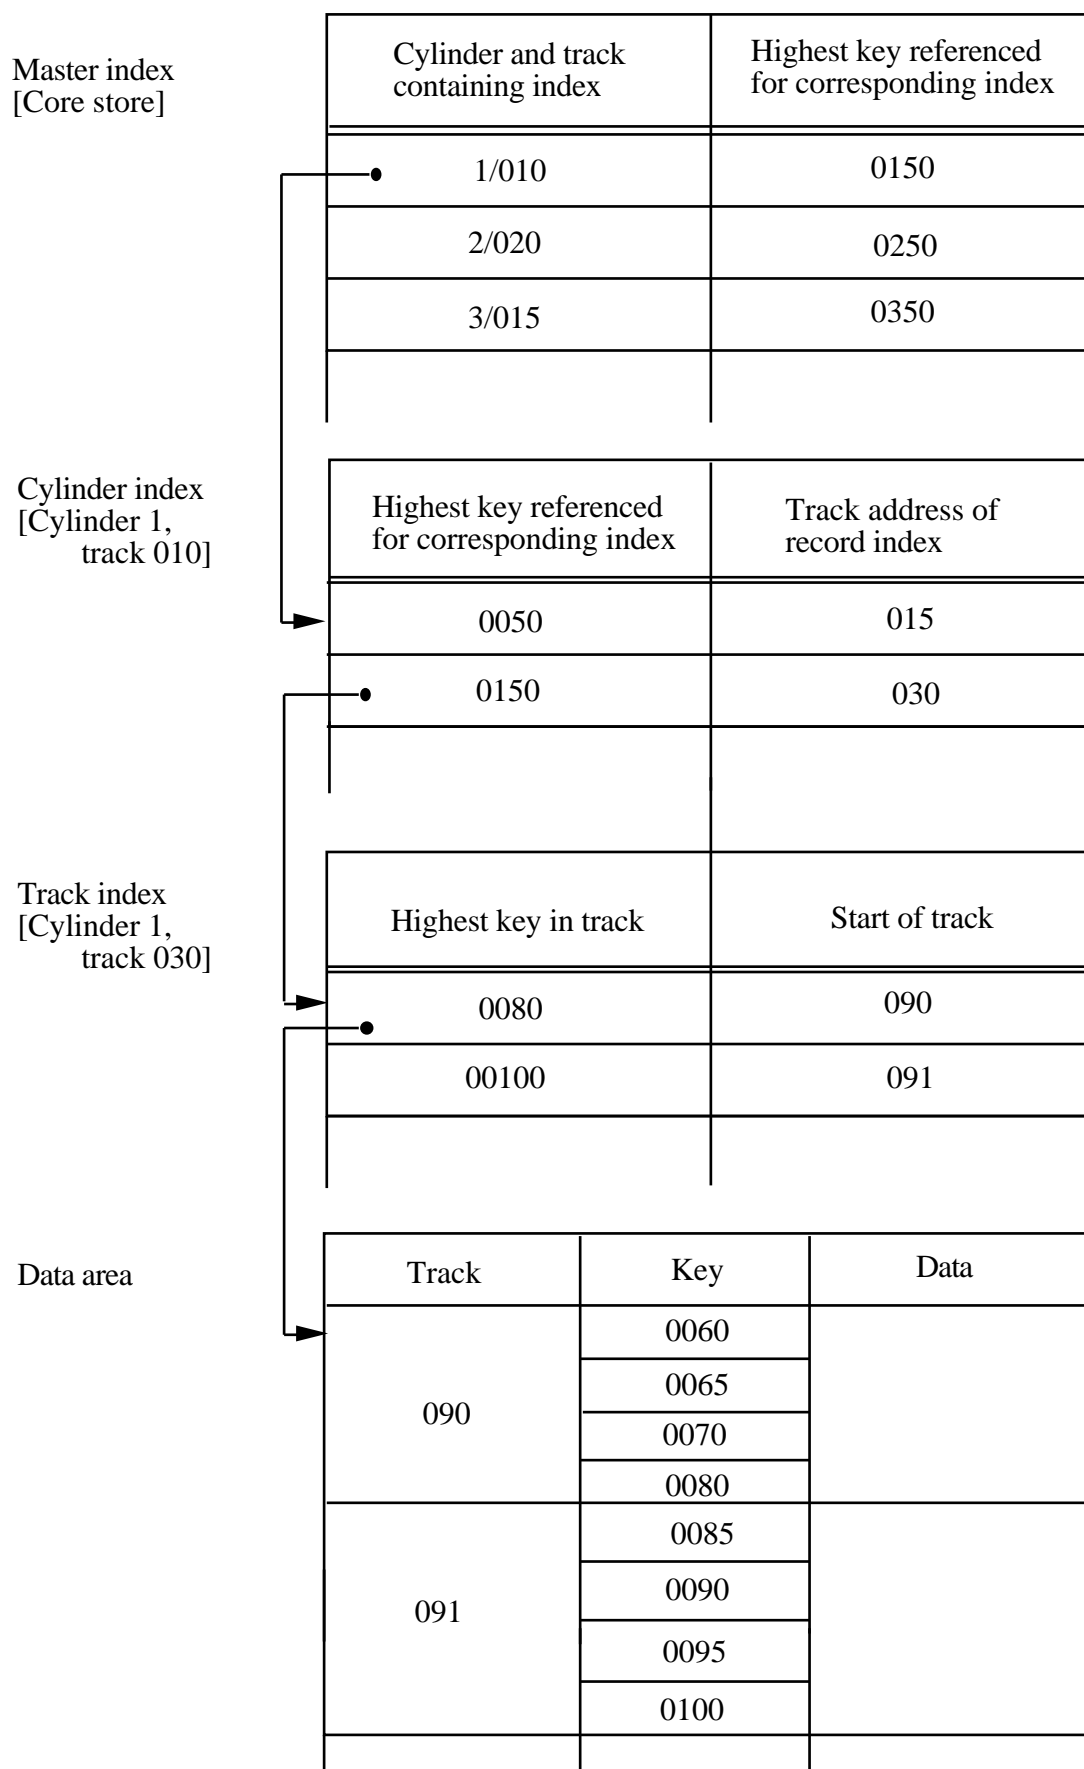 Master index
[Core store]
Cylinder and track
containing index
Highest key referenced
for corresponding index
1/010
0150
2/020
0250
3/015
0350
Cylinder index
[Cylinder 1,
track 010]
Highest key referenced
for corresponding index
Track address of
record index
0050
015
0150
030
Track index
[Cylinder 1,
track 030]
Highest key in track
Start of track
0080
090
00100
091
Data area
Track
Key
Data
090
0060
0065
0070
0080
091
0085
0090
0095
0100